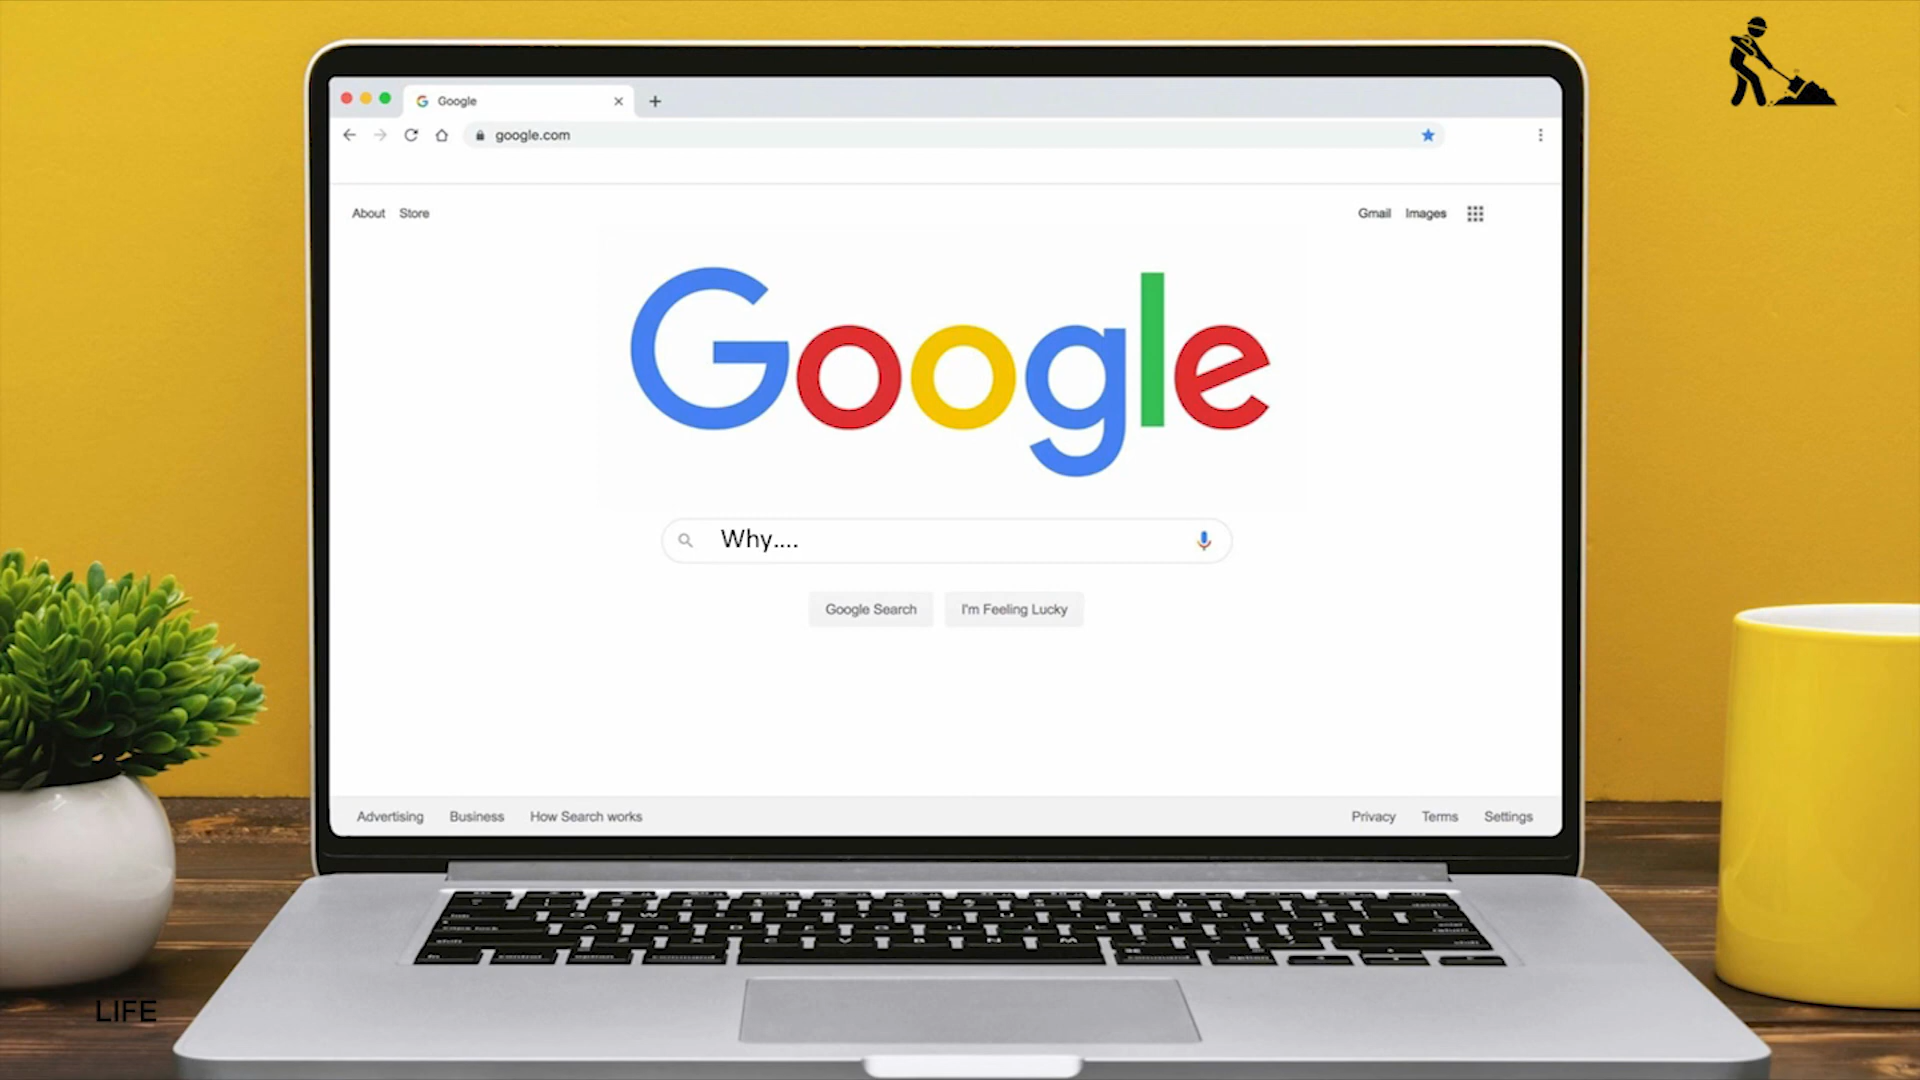 Google
google.com
About Store
Gmail Images
Google
Why....
Google Search I'm Feeling Lucky
Advertising Business How Search works
Privacy Terms Settings
LIFE